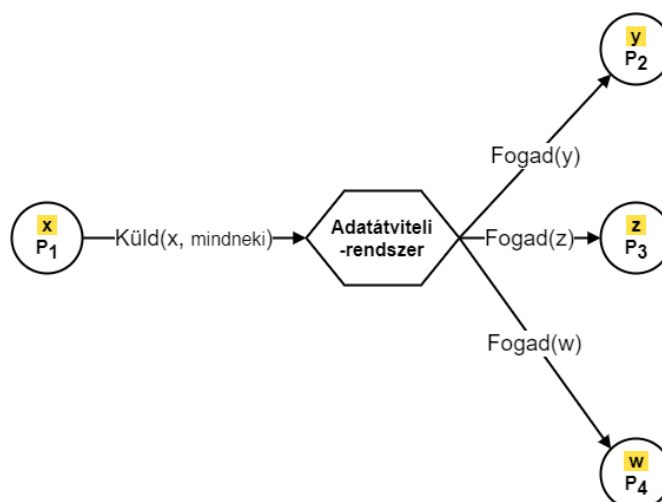 y
P2
Fogad(y)
x
P1
Küld(x, mindneki)
Adatátviteli
-rendszer
Fogad(z)
z
P3
Fogad(w)
w
P4